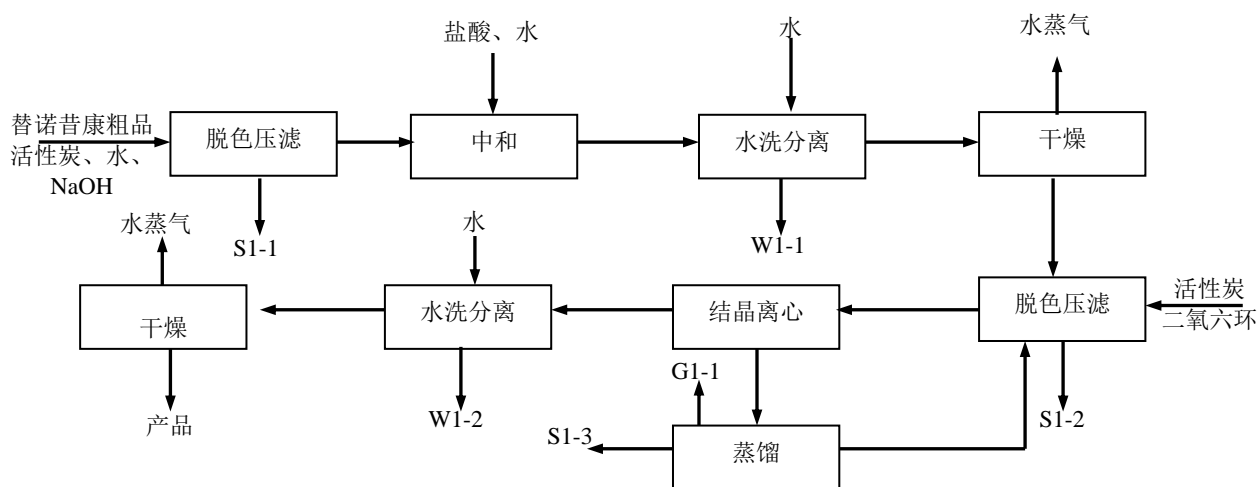 盐酸、水
水
水蒸气
替诺昔康粗品
活性炭、水、
NaOH
脱色压滤
中和
水洗分离
干燥
S1-1
W1-1
水蒸气
水
干燥
水洗分离
结晶离心
脱色压滤
活性炭
二氧六环
产品
W1-2
G1-1
S1-3
蒸馏
S1-2